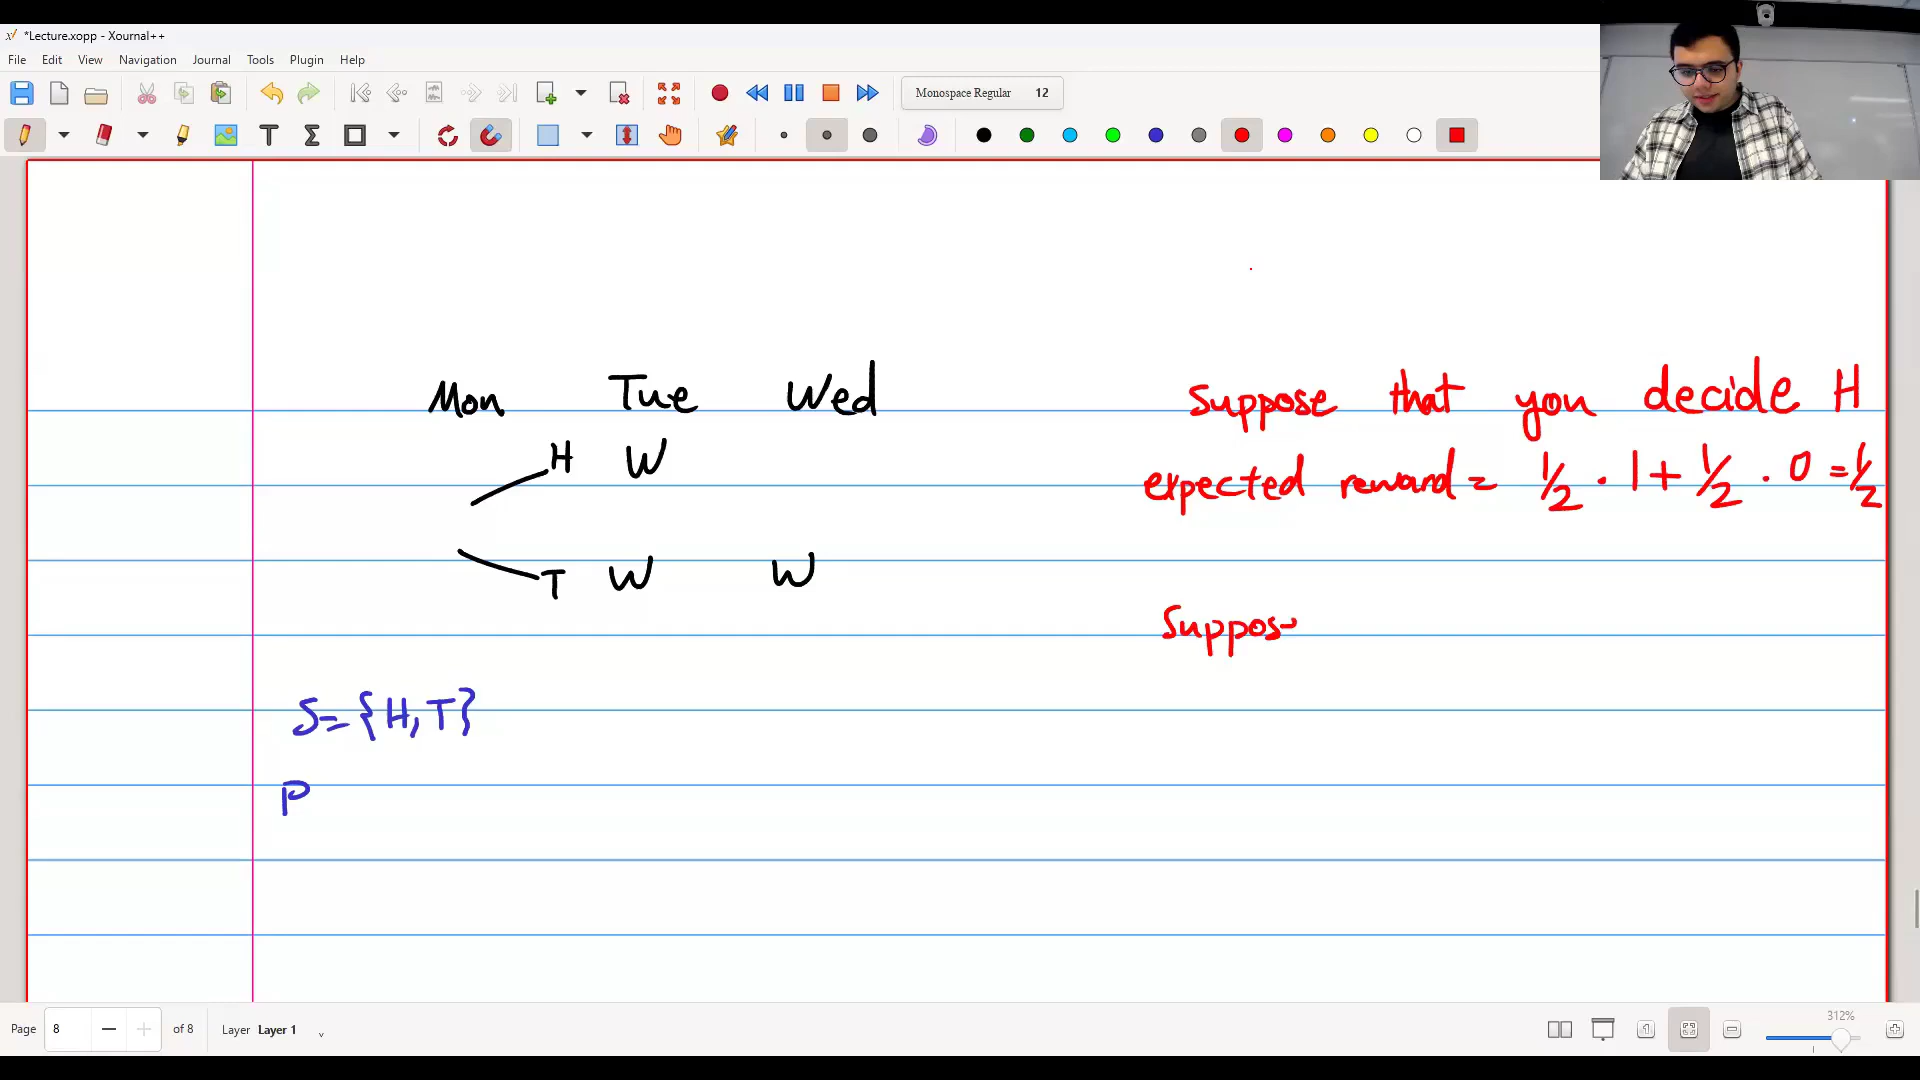 *Lecture.xopp - Xournal++
File Edit View Navigation Journal Tools Plugin Help
Monospace Regular 12
Mon Tue Wed
H W
T W W
S = {H, T}
P
Suppose that you decide H
expected reward = 1/2 · 1 + 1/2 · 0 = 1/2
Suppos
Page 8 of 8 Layer Layer 1
312%